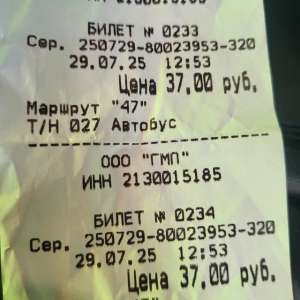 БИЛЕТ № 0233
Сер. 250729-80023953-320
29.07.25 12:53
Цена 37,00 руб.
Маршрут "47"
Т/Н 027 Автобус
ООО "ГМП"
ИНН 2130015185
БИЛЕТ № 0234
Сер. 250729-80023953-320
29.07.25 12:53
Цена 37,00 руб.